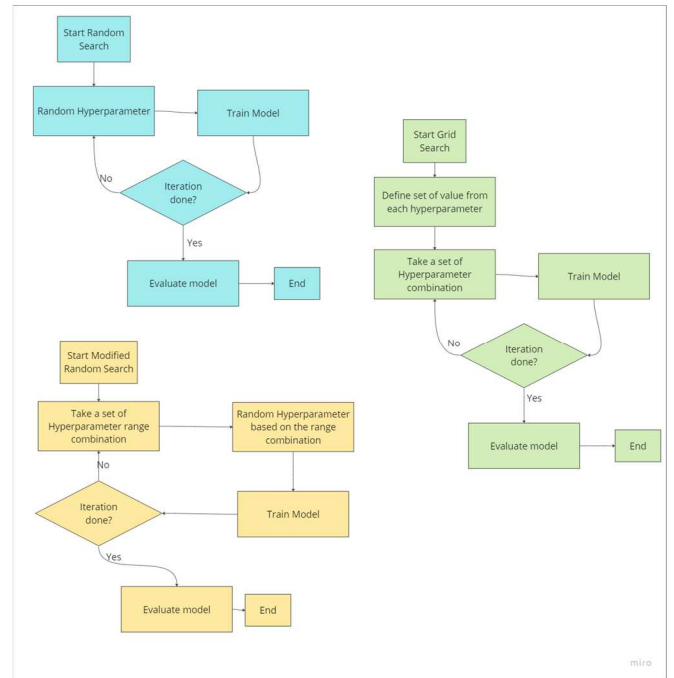 Start Random
Search
Random Hyperparameter
Train Model
No
Iteration
done?
Yes
Evaluate model
End
Start Grid
Search
Define set of value from
each hyperparameter
Take a set of
Hyperparameter
combination
Train Model
No
Iteration
done?
Yes
Evaluate model
End
Start Modified
Random Search
Take a set of
Hyperparameter range
combination
Random Hyperparameter
based on the range
combination
No
Iteration
done?
Train Model
Yes
Evaluate model
End
miro